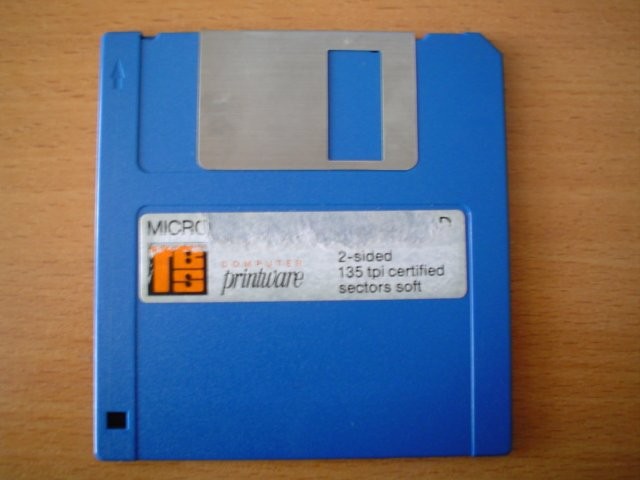 MICRO
COMPUTER
printware
2-sided
135 tpi certified
sectors soft